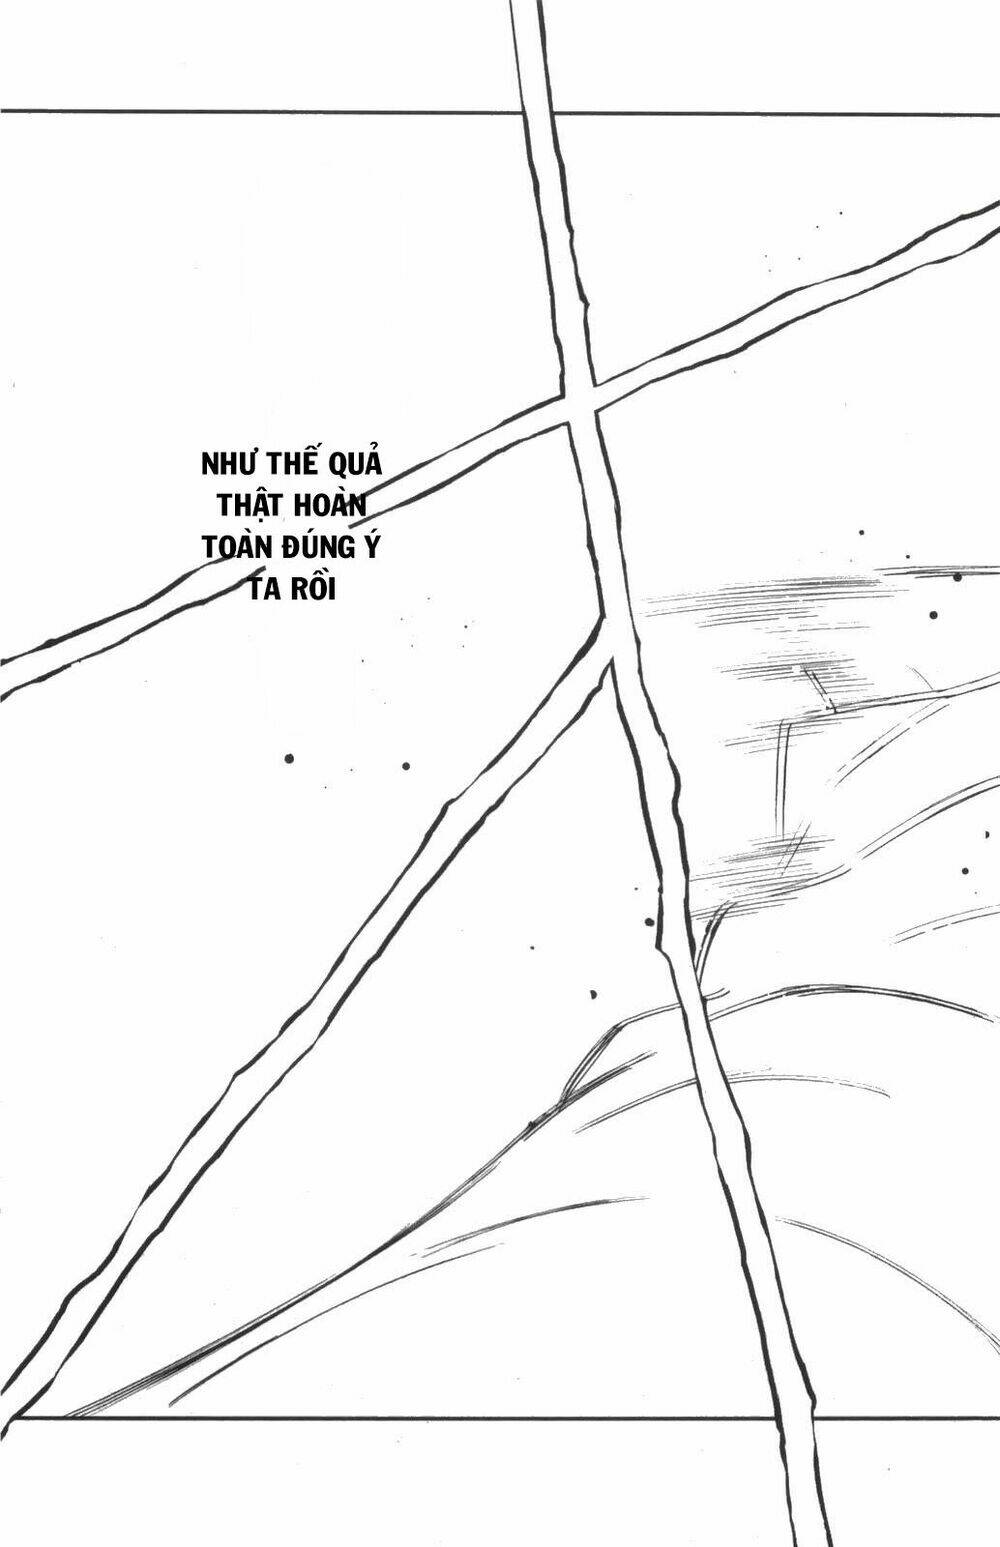 NHƯ THẾ QUẢ
THẬT HOÀN
TOÀN ĐÚNG Ý
TA RỒI